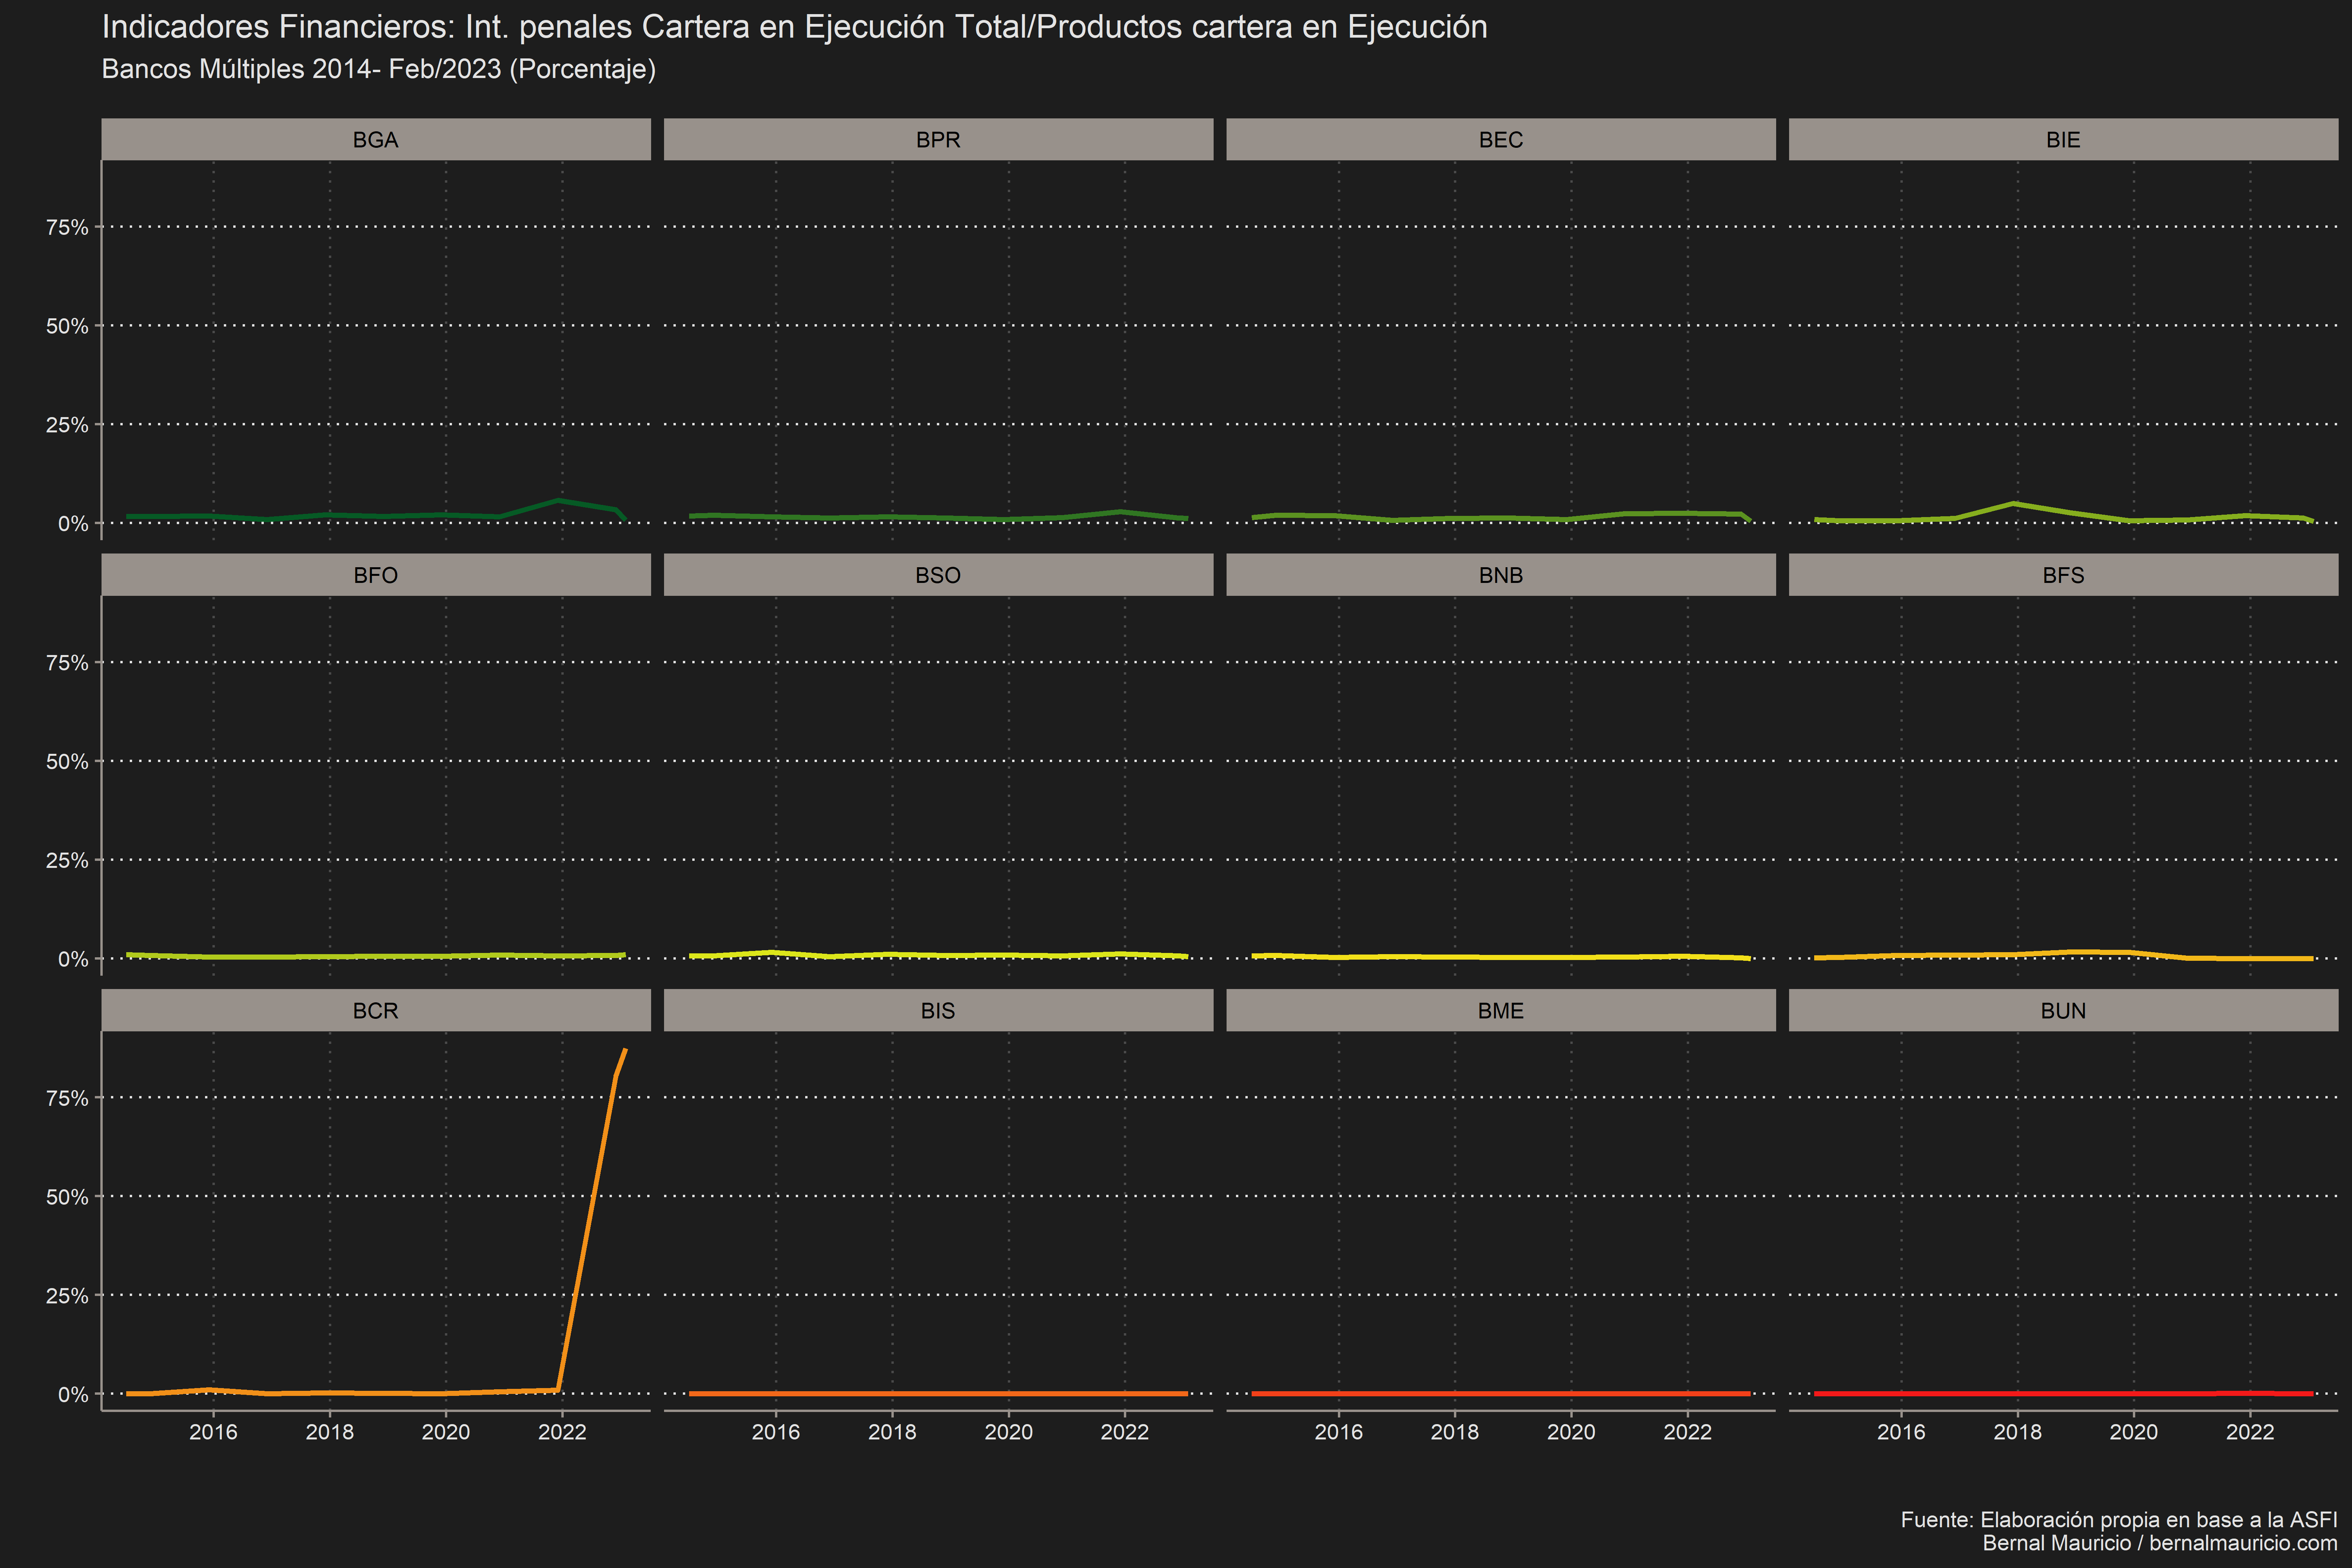 Indicadores Financieros: Int. penales Cartera en Ejecución Total/Productos cartera en Ejecución
Bancos Múltiples 2014- Feb/2023 (Porcentaje)
BGA BPR BEC BIE
75%
50%
25%
0%
BFO BSO BNB BFS
75%
50%
25%
0%
BCR BIS BME BUN
75%
50%
25%
0%
2016 2018 2020 2022 2016 2018 2020 2022 2016 2018 2020 2022 2016 2018 2020 2022
Fuente: Elaboración propia en base a la ASFI
Bernal Mauricio / bernalmauricio.com